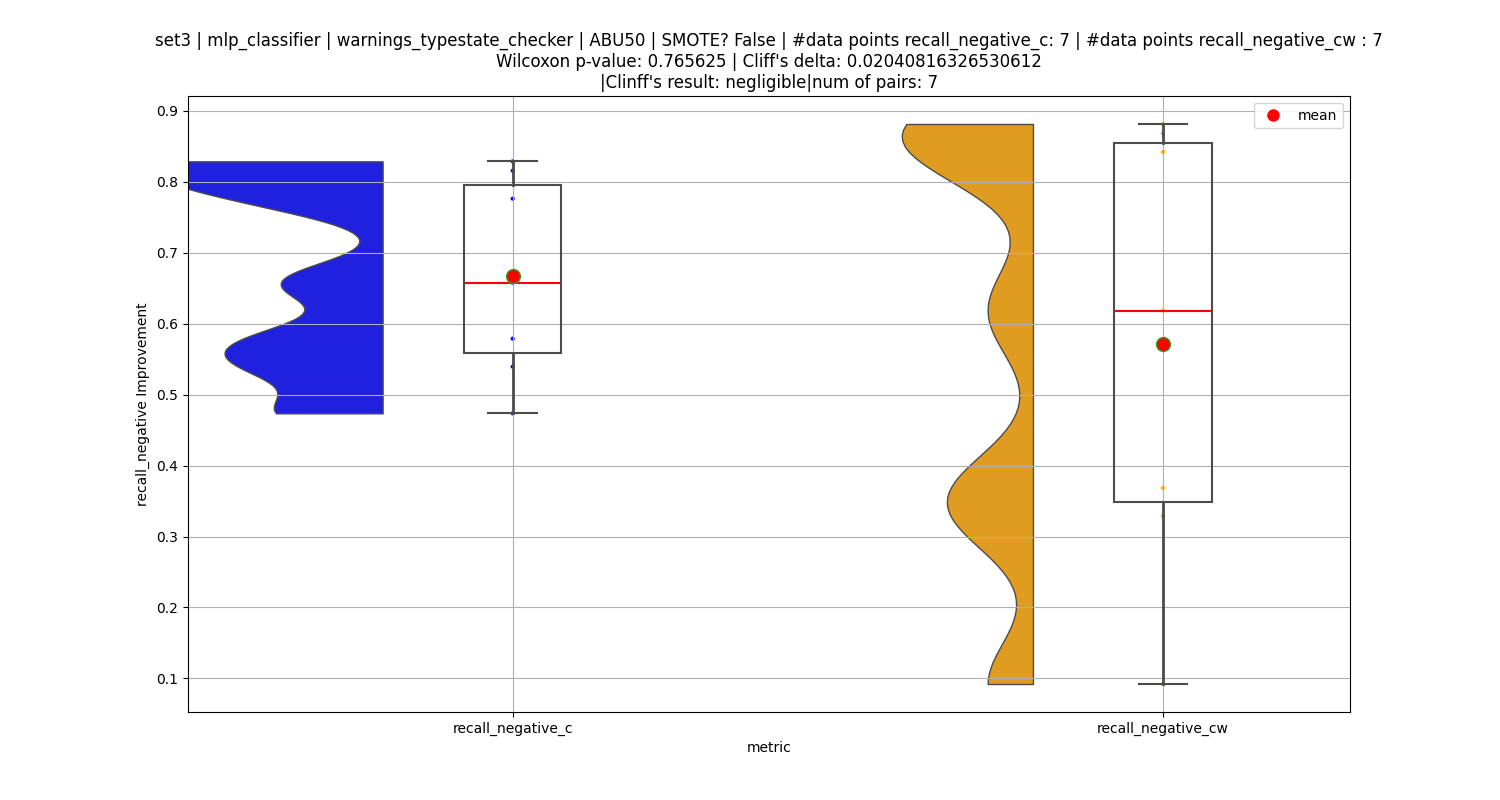 set3 | mlp_classifier | warnings_typestate_checker | ABU50 | SMOTE? False | #data points recall_negative_c: 7 | #data points recall_negative_cw : 7
Wilcoxon p-value: 0.765625 | Cliff's delta: 0.02040816326530612
|Clinff's result: negligible|num of pairs: 7
mean
0.9
0.8
0.7
0.6
0.5
0.4
0.3
0.2
0.1
recall_negative Improvement
recall_negative_c
recall_negative_cw
metric